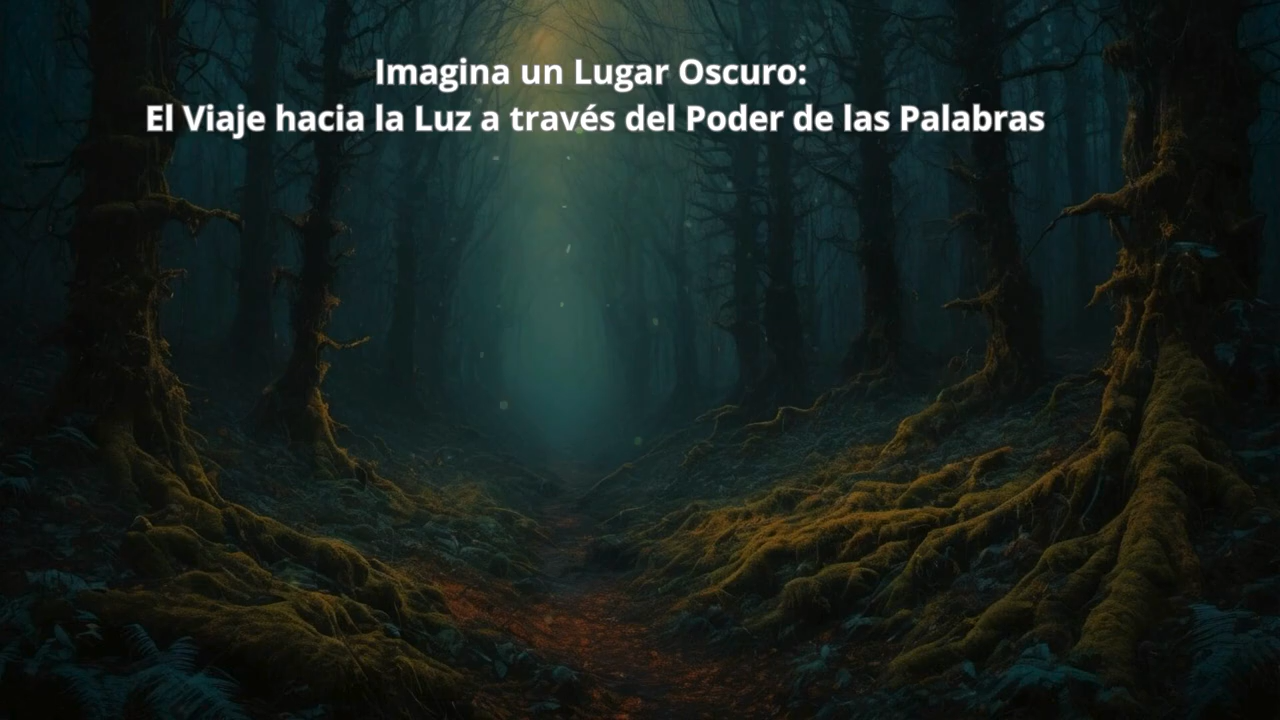 Imagina un Lugar Oscuro:
El Viaje hacia la Luz a través del Poder de las Palabras